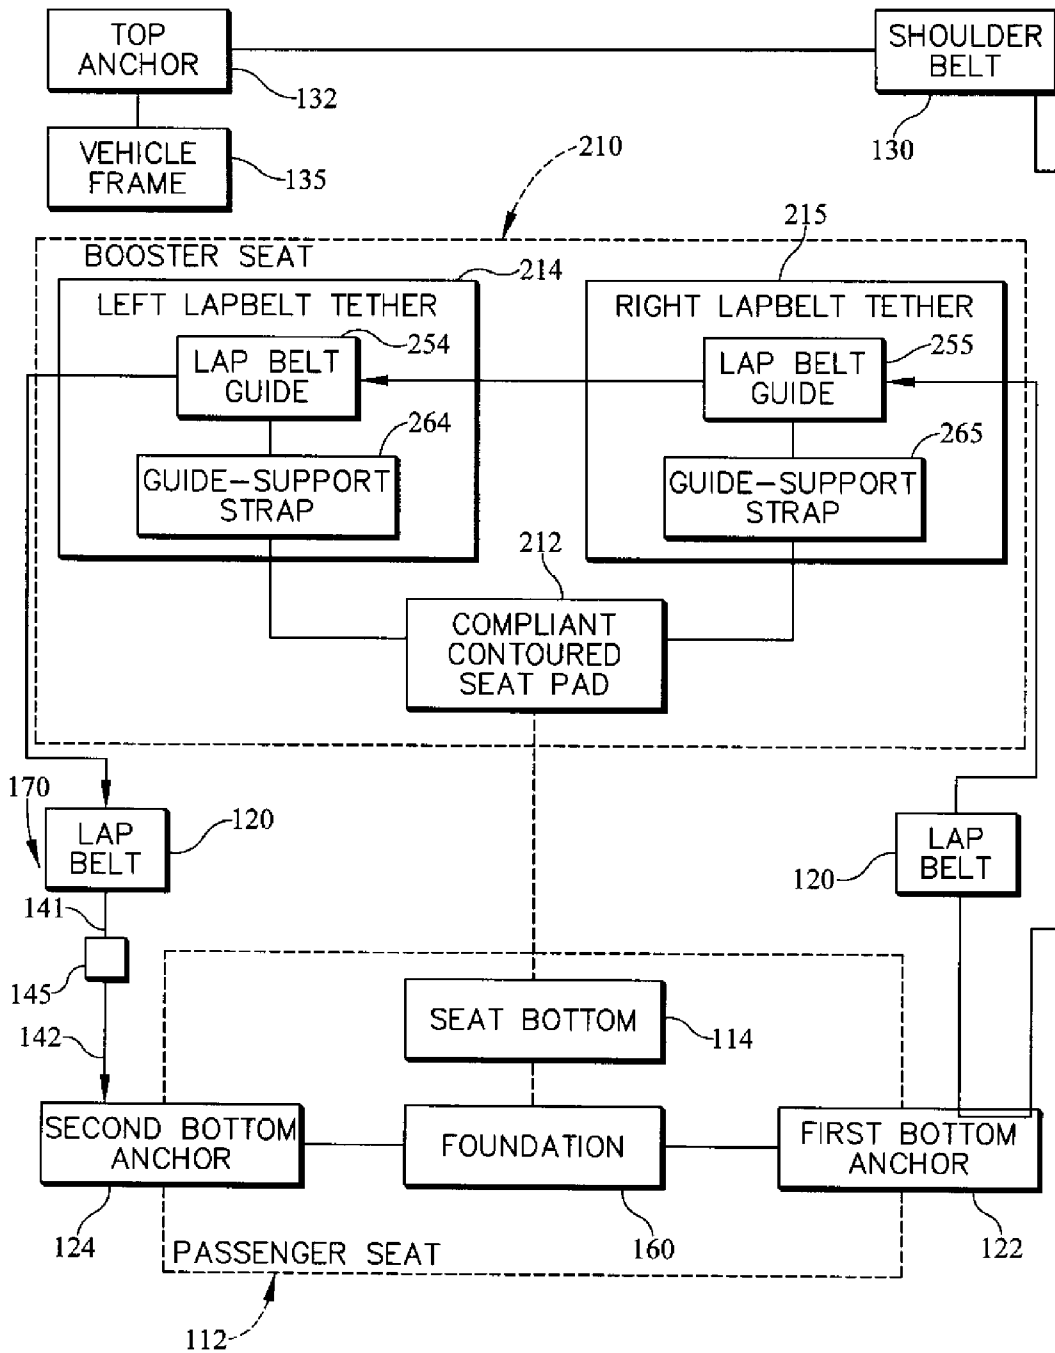 TOP
ANCHOR
132
SHOULDER
BELT
130
VEHICLE
FRAME
135
210
BOOSTER SEAT
214
LEFT LAPBELT TETHER
254
LAP BELT
GUIDE
264
GUIDE-SUPPORT
STRAP
215
RIGHT LAPBELT TETHER
255
LAP BELT
GUIDE
265
GUIDE-SUPPORT
STRAP
212
COMPLIANT
CONTOURED
SEAT PAD
170
LAP
BELT
120
LAP
BELT
120
141
145
142
SEAT BOTTOM
114
SECOND BOTTOM
ANCHOR
124
FOUNDATION
160
FIRST BOTTOM
ANCHOR
122
PASSENGER SEAT
112